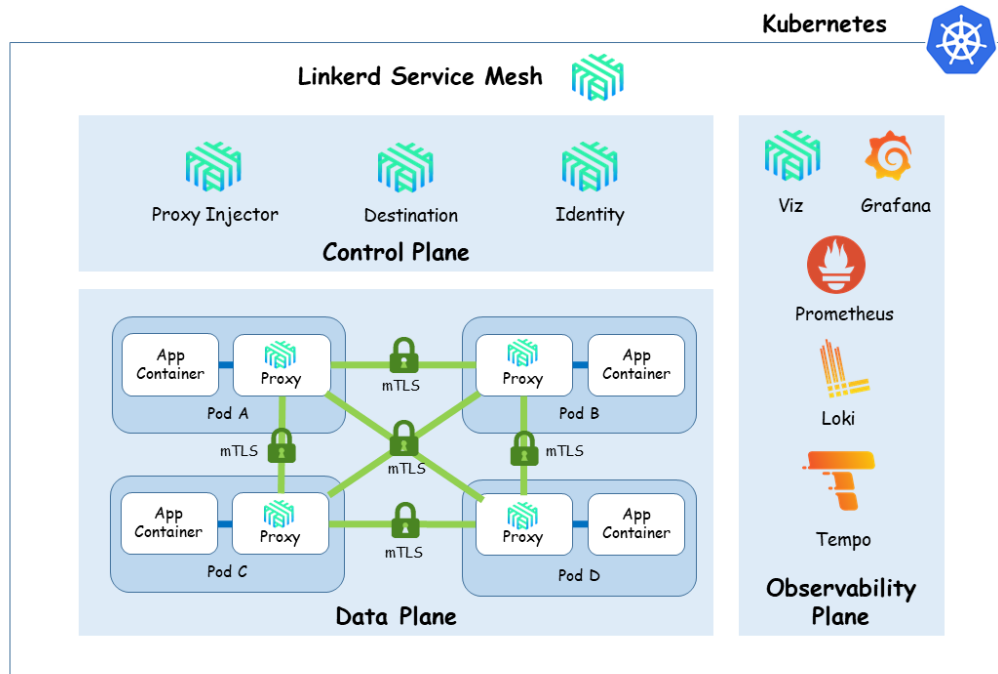 Kubernetes
Linkerd Service Mesh
Proxy Injector
Destination
Identity
Control Plane
Viz
Grafana
Prometheus
Loki
Tempo
Observability
Plane
App
Container
Proxy
Pod A
mTLS
Proxy
App
Container
Pod B
mTLS
mTLS
mTLS
App
Container
Proxy
Pod C
mTLS
Proxy
App
Container
Pod D
Data Plane